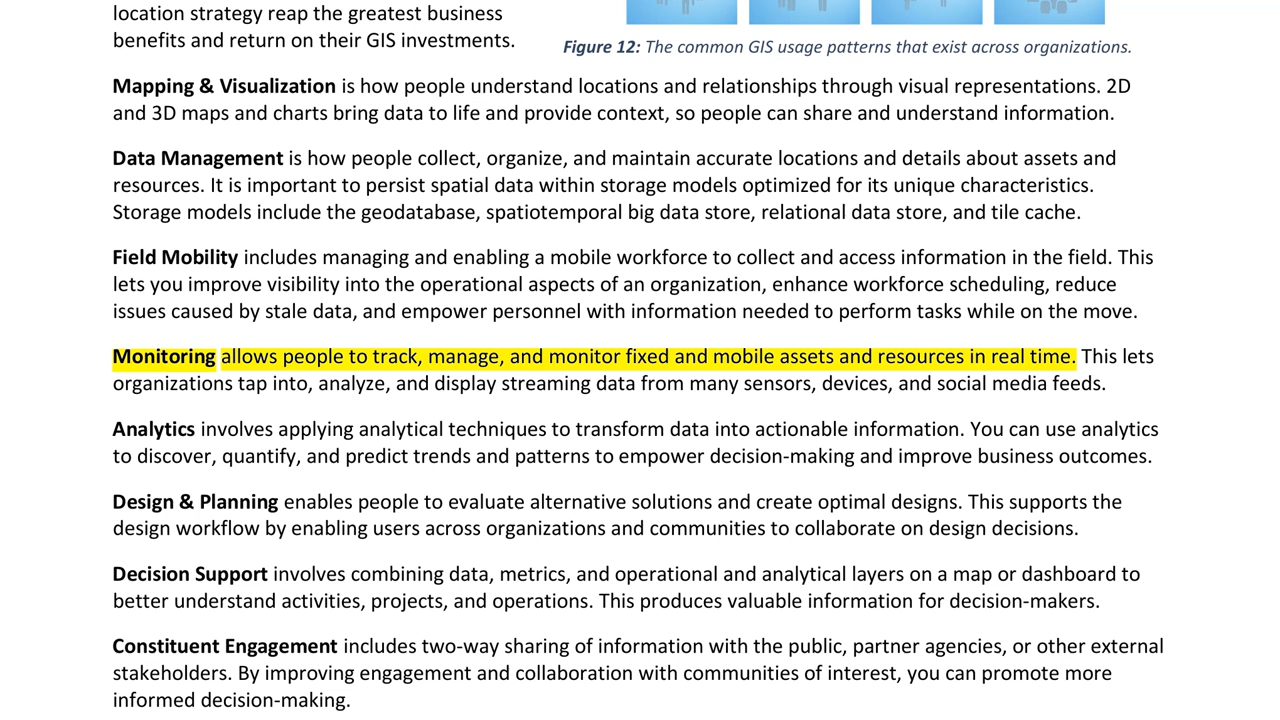 location strategy reap the greatest business
benefits and return on their GIS investments.
Figure 12: The common GIS usage patterns that exist across organizations.
Mapping & Visualization is how people understand locations and relationships through visual representations. 2D
and 3D maps and charts bring data to life and provide context, so people can share and understand information.
Data Management is how people collect, organize, and maintain accurate locations and details about assets and
resources. It is important to persist spatial data within storage models optimized for its unique characteristics.
Storage models include the geodatabase, spatiotemporal big data store, relational data store, and tile cache.
Field Mobility includes managing and enabling a mobile workforce to collect and access information in the field. This
lets you improve visibility into the operational aspects of an organization, enhance workforce scheduling, reduce
issues caused by stale data, and empower personnel with information needed to perform tasks while on the move.
Monitoring allows people to track, manage, and monitor fixed and mobile assets and resources in real time. This lets
organizations tap into, analyze, and display streaming data from many sensors, devices, and social media feeds.
Analytics involves applying analytical techniques to transform data into actionable information. You can use analytics
to discover, quantify, and predict trends and patterns to empower decision-making and improve business outcomes.
Design & Planning enables people to evaluate alternative solutions and create optimal designs. This supports the
design workflow by enabling users across organizations and communities to collaborate on design decisions.
Decision Support involves combining data, metrics, and operational and analytical layers on a map or dashboard to
better understand activities, projects, and operations. This produces valuable information for decision-makers.
Constituent Engagement includes two-way sharing of information with the public, partner agencies, or other external
stakeholders. By improving engagement and collaboration with communities of interest, you can promote more
informed decision-making.